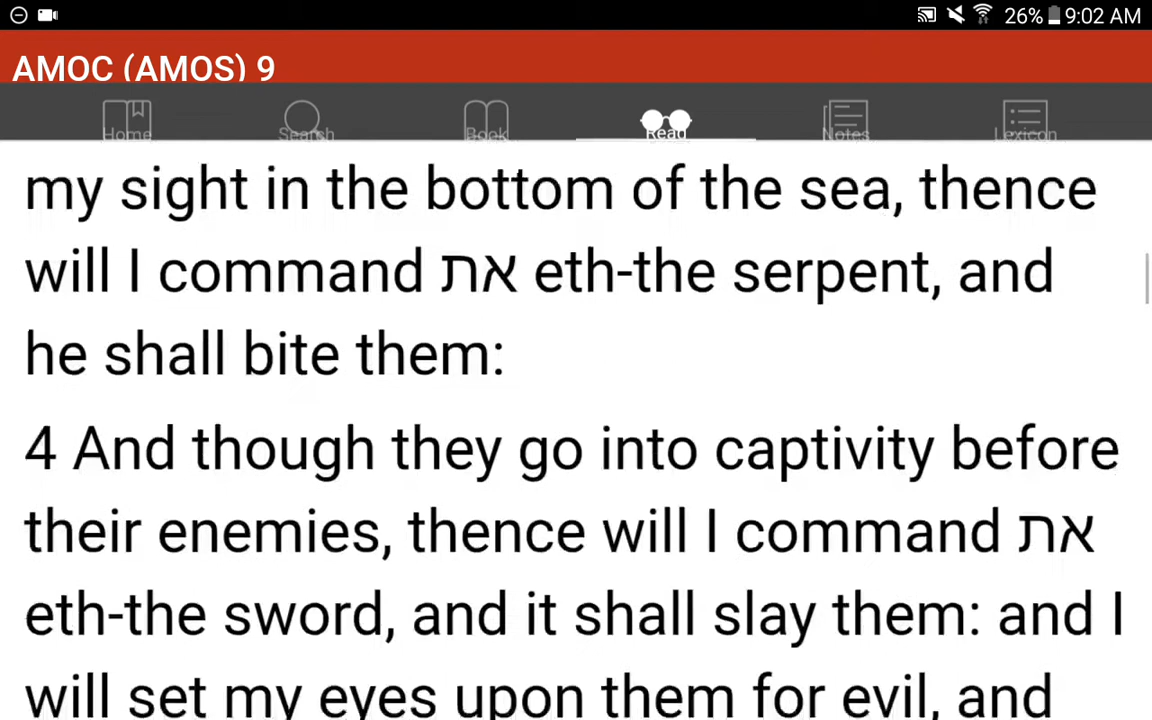 26% 9:02 AM
AMOC (AMOS) 9
Home Search Book Read Notes Lexicon
my sight in the bottom of the sea, thence
will I command את eth-the serpent, and
he shall bite them:
4 And though they go into captivity before
their enemies, thence will I command את
eth-the sword, and it shall slay them: and I
will set my eyes upon them for evil, and